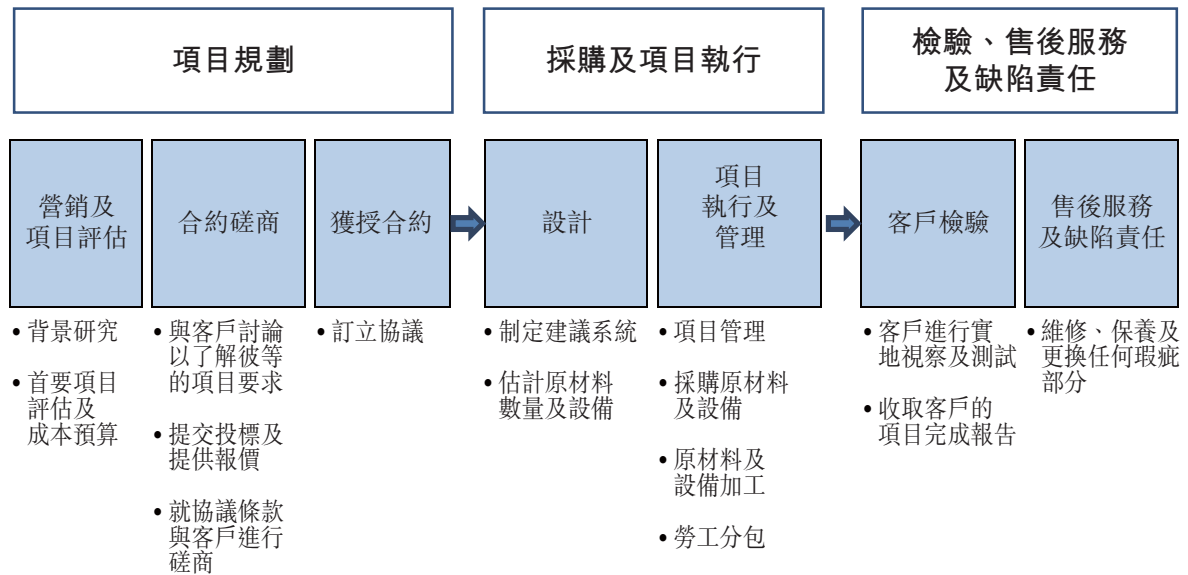 項目規劃
採購及項目執行
檢驗、售後服務
及缺陷責任
營銷及
項目評估
合約磋商
獲授合約
設計
項目
執行及
管理
客戶檢驗
售後服務
及缺陷責任
•背景研究
•首要項目
評估及
成本預算
•與客戶討論
以了解彼等
的項目要求
•提交投標及
提供報價
•就協議條款
與客戶進行
磋商
•訂立協議
•制定建議系統
•估計原材料
數量及設備
•項目管理
•採購原材料
及設備
•原材料及
設備加工
•勞工分包
•客戶進行實
地視察及測試
•收取客戶的
項目完成報告
•維修、保養及
更換任何瑕疵
部分